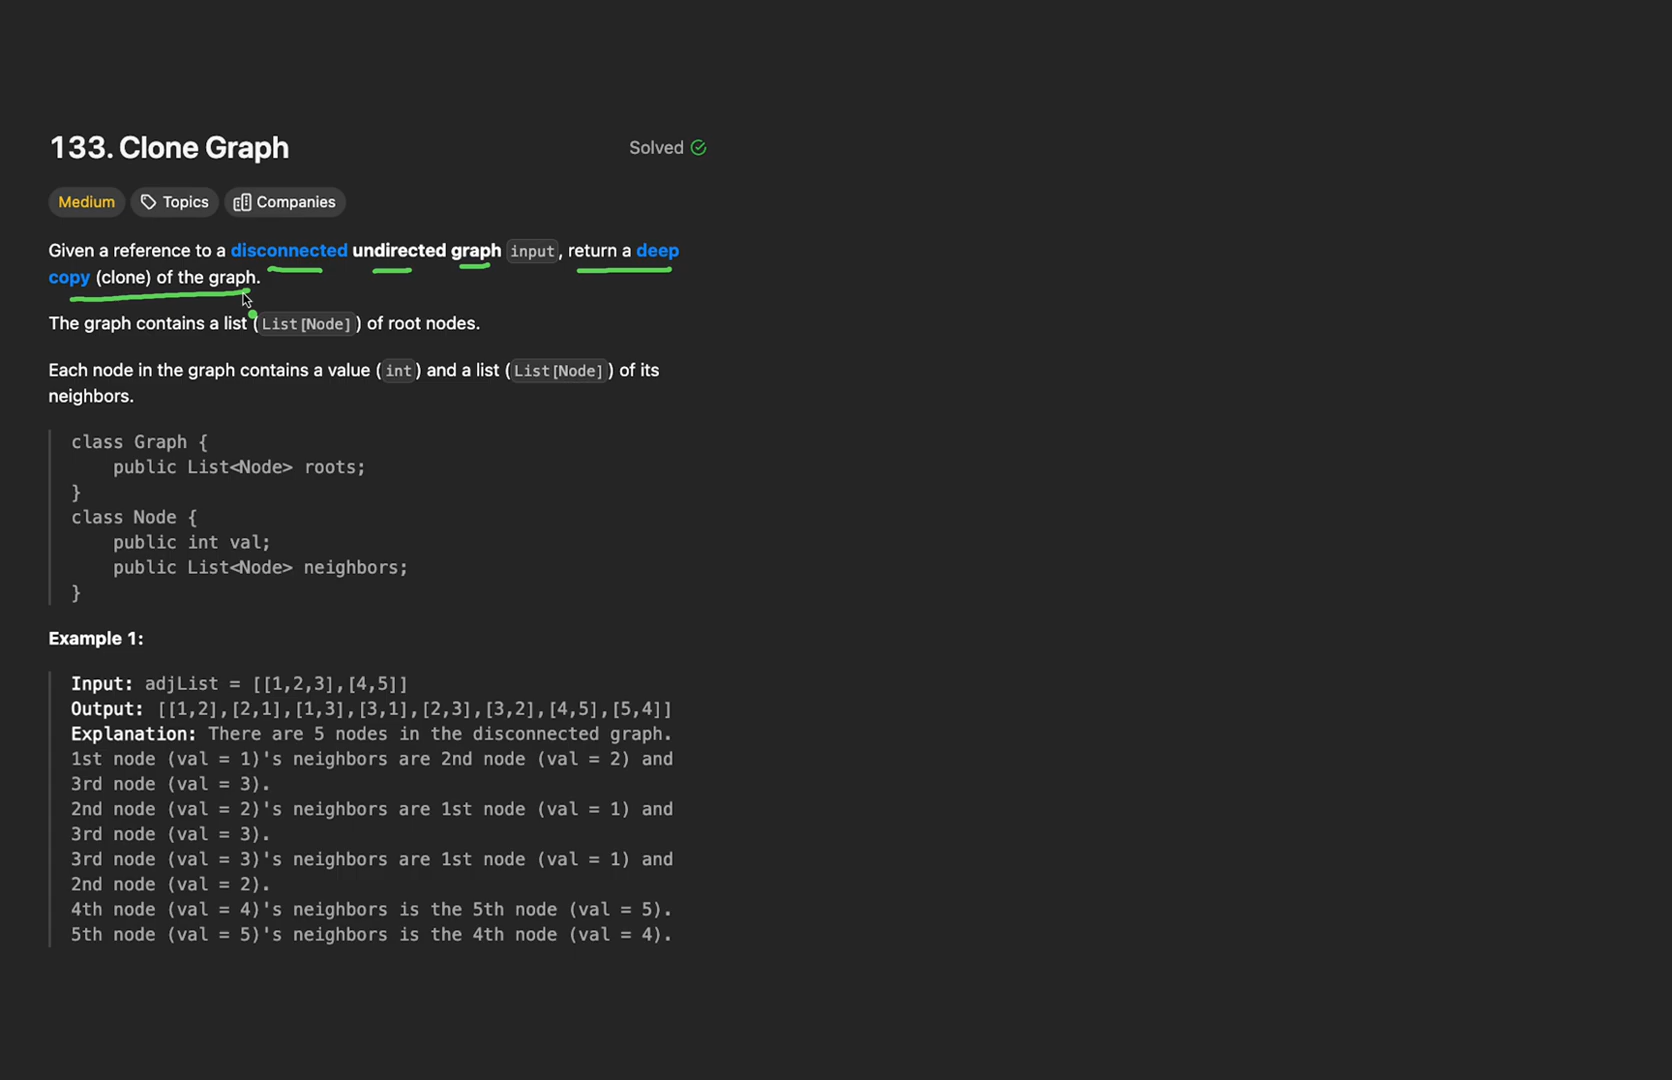 133. Clone Graph
Solved
Medium Topics Companies
Given a reference to a disconnected undirected graph input, return a deep
copy (clone) of the graph.
The graph contains a list (List[Node]) of root nodes.
Each node in the graph contains a value (int) and a list (List[Node]) of its
neighbors.
class Graph {
    public List<Node> roots;
}
class Node {
    public int val;
    public List<Node> neighbors;
}
Example 1:
Input: adjList = [[1,2,3],[4,5]]
Output: [[1,2],[2,1],[1,3],[3,1],[2,3],[3,2],[4,5],[5,4]]
Explanation: There are 5 nodes in the disconnected graph.
1st node (val = 1)'s neighbors are 2nd node (val = 2) and
3rd node (val = 3).
2nd node (val = 2)'s neighbors are 1st node (val = 1) and
3rd node (val = 3).
3rd node (val = 3)'s neighbors are 1st node (val = 1) and
2nd node (val = 2).
4th node (val = 4)'s neighbors is the 5th node (val = 5).
5th node (val = 5)'s neighbors is the 4th node (val = 4).